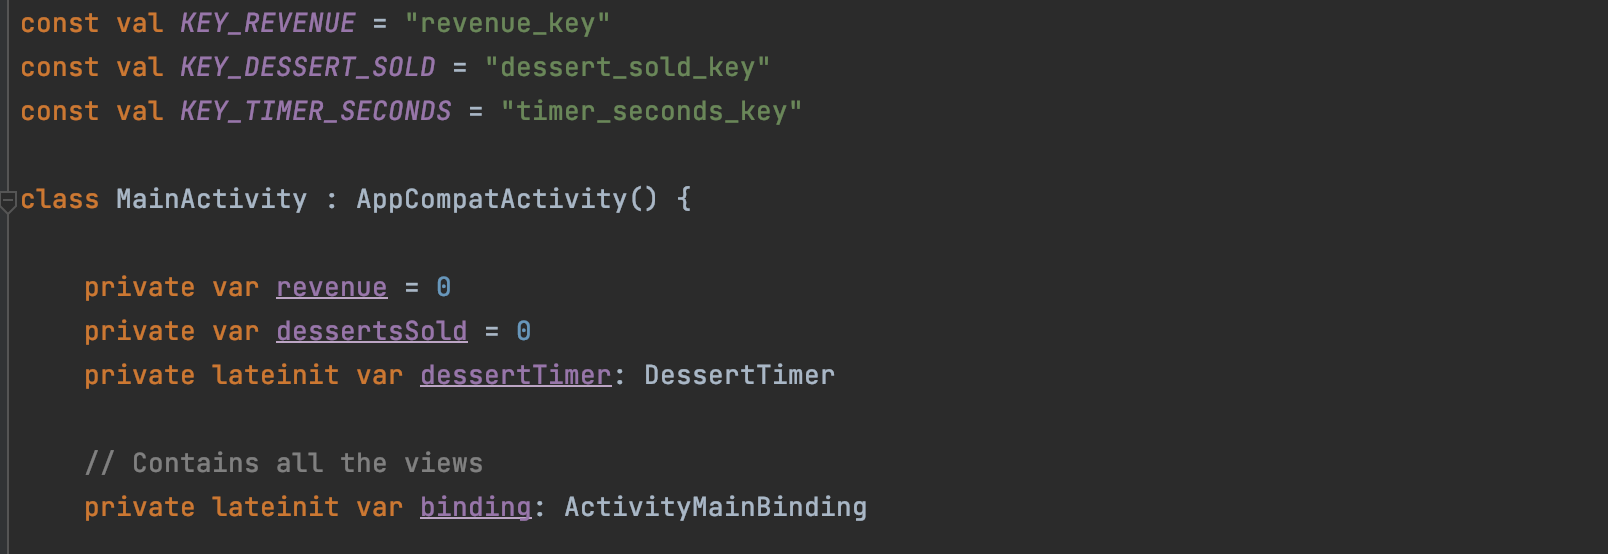 const val KEY_REVENUE = "revenue_key"
const val KEY_DESSERT_SOLD = "dessert_sold_key"
const val KEY_TIMER_SECONDS = "timer_seconds_key"
class MainActivity : AppCompatActivity() {
private var revenue = 0
private var dessertsSold = 0
private lateinit var dessertTimer: DessertTimer
// Contains all the views
private lateinit var binding: ActivityMainBinding